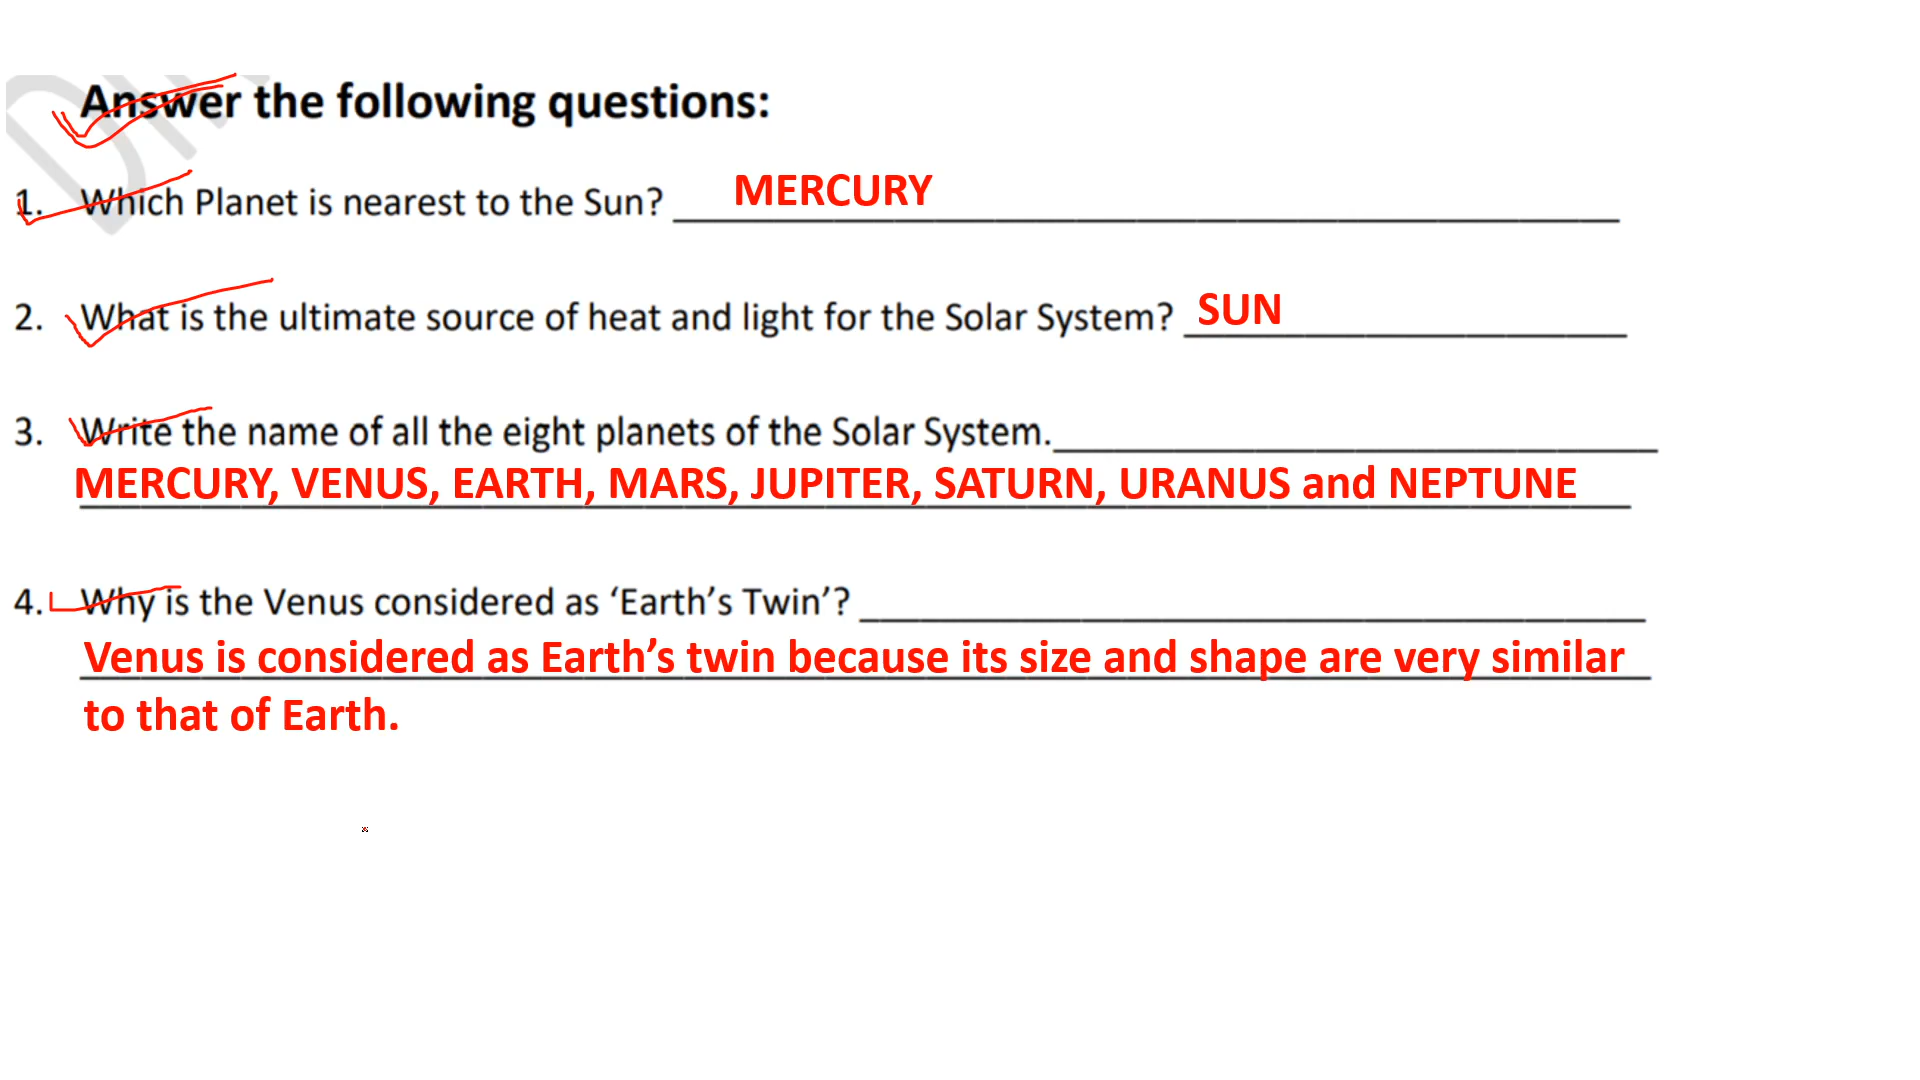 Answer the following questions:
1. Which Planet is nearest to the Sun? MERCURY
2. What is the ultimate source of heat and light for the Solar System? SUN
3. Write the name of all the eight planets of the Solar System.
MERCURY, VENUS, EARTH, MARS, JUPITER, SATURN, URANUS and NEPTUNE
4. Why is the Venus considered as ‘Earth’s Twin’?
Venus is considered as Earth’s twin because its size and shape are very similar
to that of Earth.